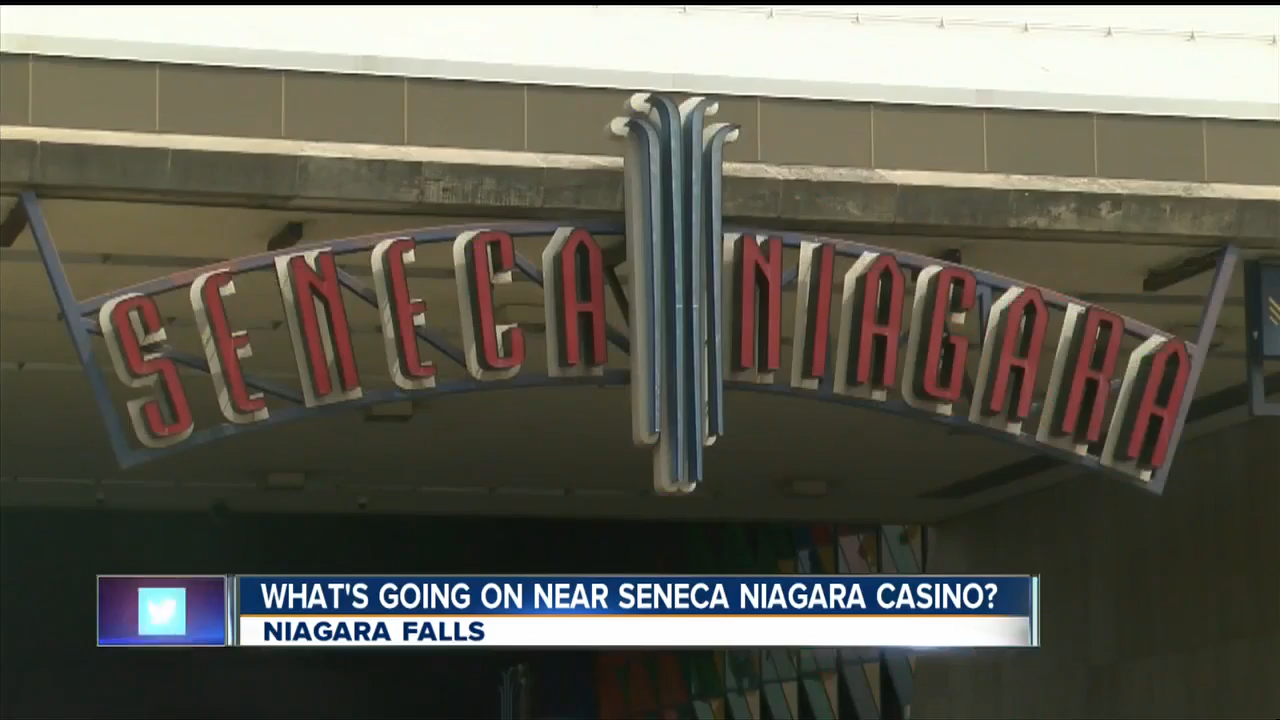 SENECA NIAGARA
WHAT'S GOING ON NEAR SENECA NIAGARA CASINO?
NIAGARA FALLS